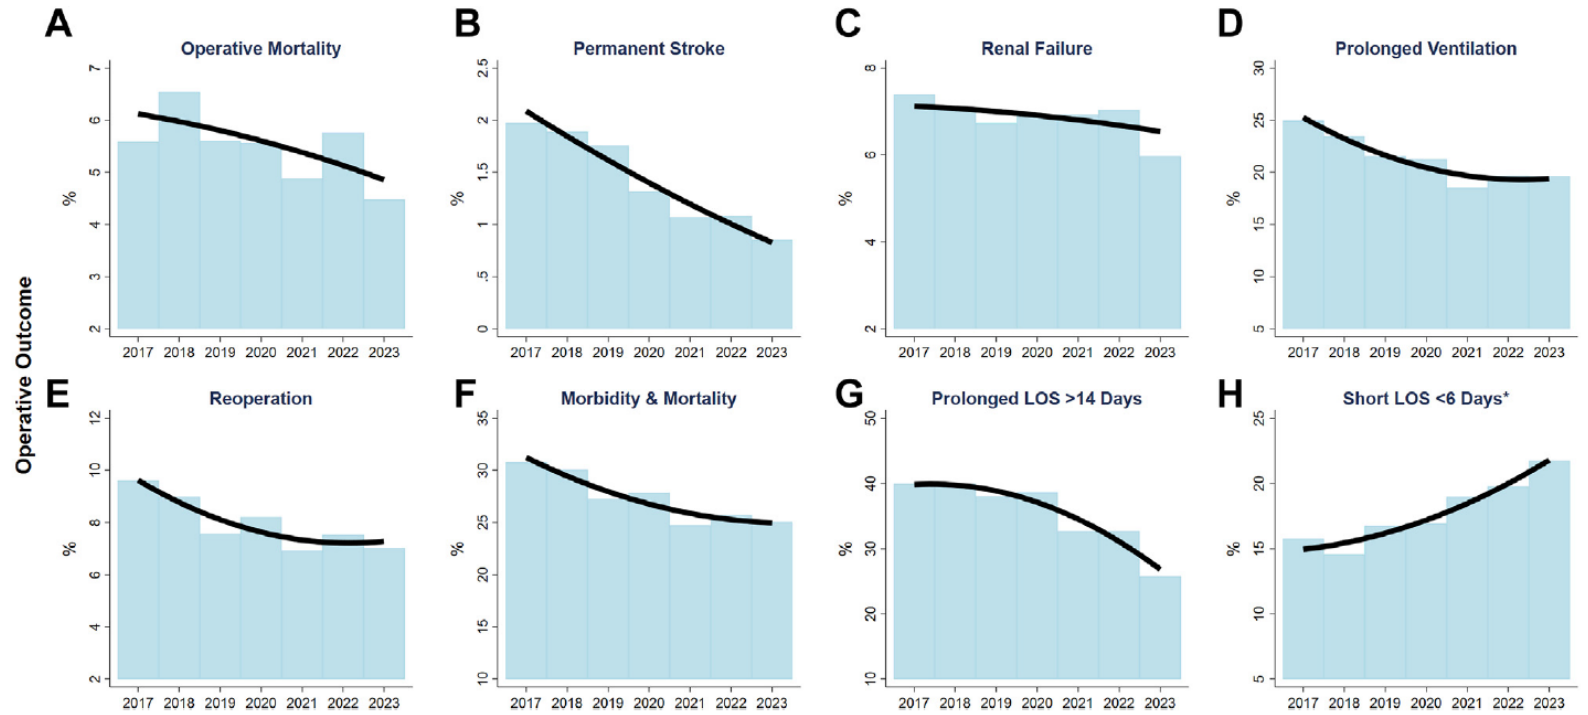 A
Operative Mortality
7
6
5
4
3
2
%
2017 2018 2019 2020 2021 2022 2023
B
Permanent Stroke
2.5
2
1.5
1
.5
0
%
2017 2018 2019 2020 2021 2022 2023
C
Renal Failure
8
6
4
2
%
2017 2018 2019 2020 2021 2022 2023
D
Prolonged Ventilation
30
25
20
15
10
5
%
2017 2018 2019 2020 2021 2022 2023
Operative Outcome
E
Reoperation
12
10
8
6
4
2
%
2017 2018 2019 2020 2021 2022 2023
F
Morbidity & Mortality
35
30
25
20
15
10
%
2017 2018 2019 2020 2021 2022 2023
G
Prolonged LOS >14 Days
50
40
30
20
10
%
2017 2018 2019 2020 2021 2022 2023
H
Short LOS <6 Days*
25
20
15
10
5
%
2017 2018 2019 2020 2021 2022 2023